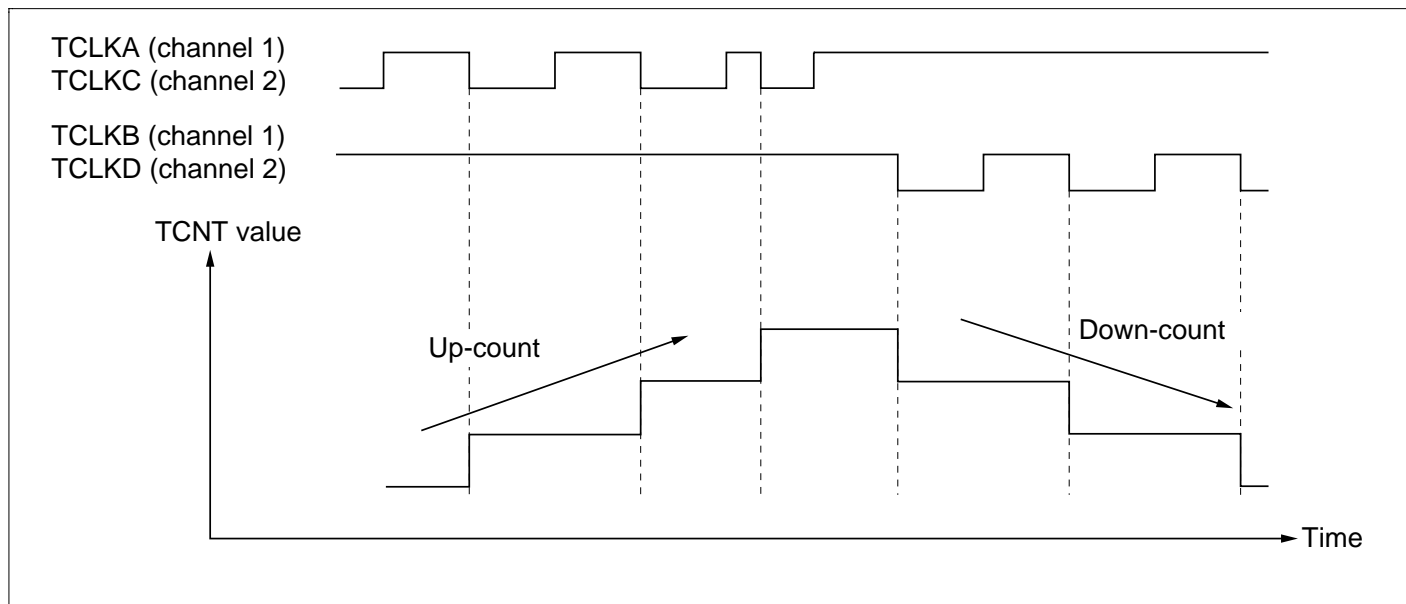 TCLKA (channel 1)
TCLKC (channel 2)
TCLKB (channel 1)
TCLKD (channel 2)
TCNT value
Up-count
Down-count
Time